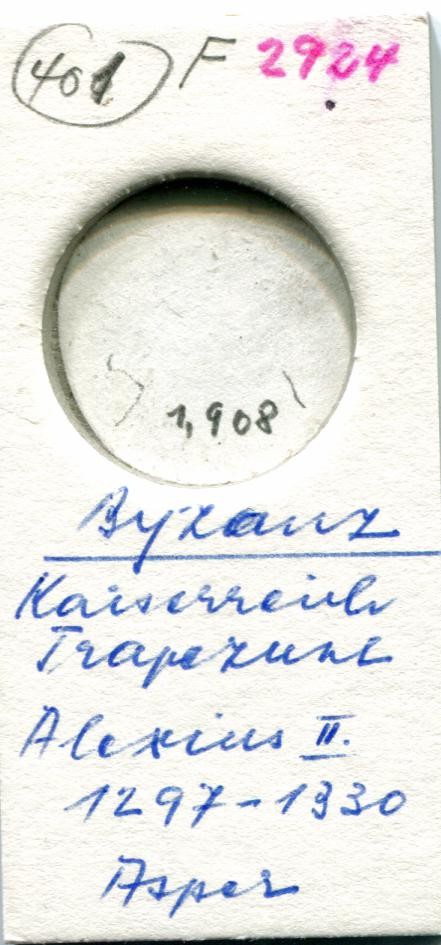 401 F 2924
1,908
Byzanz
Kaiserreich
Trapezunt
Alexius II.
1297-1330
Asper